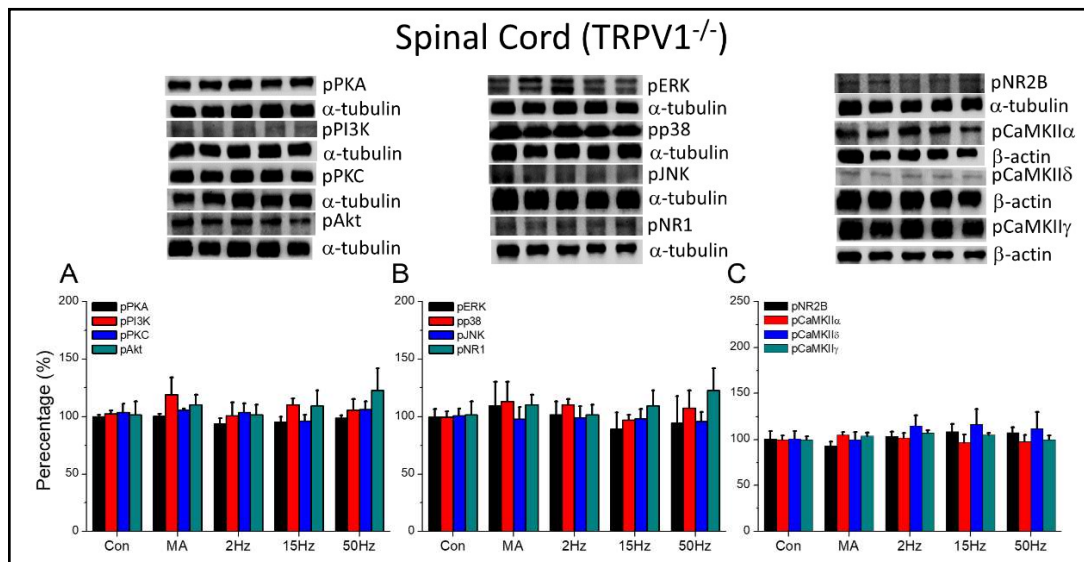 Spinal Cord (TRPV1-/-)
pPKA
α-tubulin
pPI3K
α-tubulin
pPKC
α-tubulin
pAkt
α-tubulin
pERK
α-tubulin
pp38
α-tubulin
pJNK
α-tubulin
pNR1
α-tubulin
pNR2B
α-tubulin
pCaMKIIα
β-actin
pCaMKIIδ
β-actin
pCaMKIIγ
β-actin
A
Perecentage (%)
200
150
100
50
0
pPKA
pPI3K
pPKC
pAkt
Con MA 2Hz 15Hz 50Hz
B
200
150
100
50
0
pERK
pp38
pJNK
pNR1
Con MA 2Hz 15Hz 50Hz
C
250
200
150
100
50
0
pNR2B
pCaMKIIα
pCaMKIIδ
pCaMKIIγ
Con MA 2Hz 15Hz 50Hz